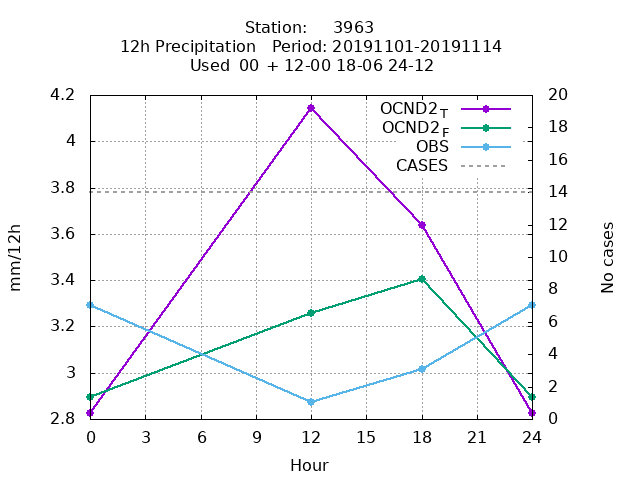 Station: 3963
12h Precipitation Period: 20191101-20191114
Used 00 + 12-00 18-06 24-12
4.2
4
3.8
3.6
3.4
3.2
3
2.8
mm/12h
20
18
16
14
12
10
8
6
4
2
0
No cases
OCND2T
OCND2F
OBS
CASES
0 3 6 9 12 15 18 21 24
Hour